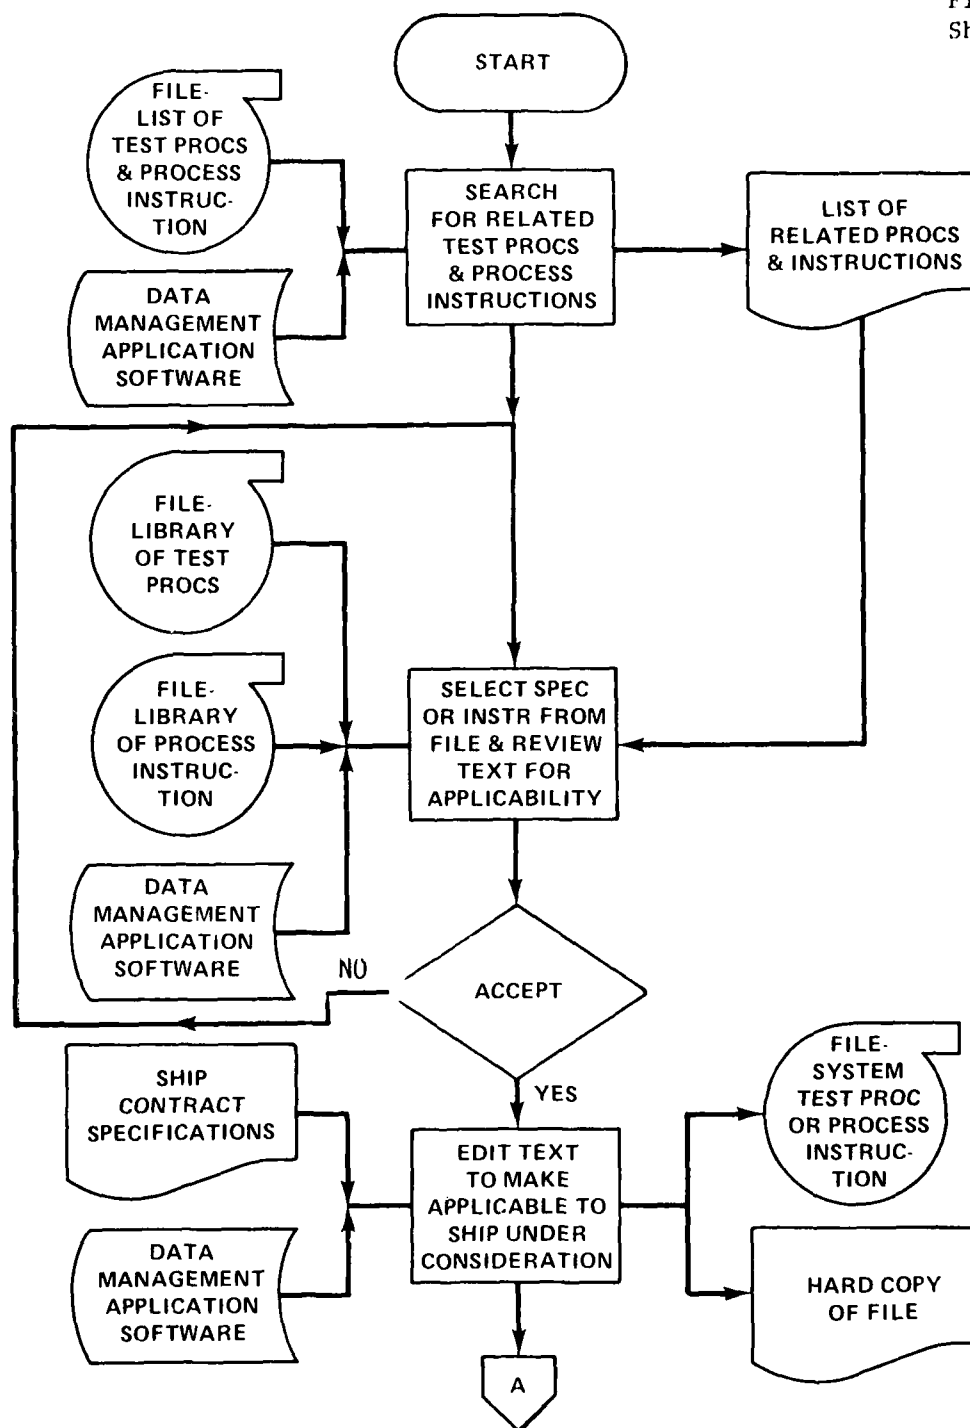 START
FILE-
LIST OF
TEST PROCS
& PROCESS
INSTRUC-
TION
SEARCH
FOR RELATED
TEST PROCS
& PROCESS
INSTRUCTIONS
LIST OF
RELATED PROCS
& INSTRUCTIONS
DATA
MANAGEMENT
APPLICATION
SOFTWARE
FILE-
LIBRARY
OF TEST
PROCS
FILE-
LIBRARY
OF PROCESS
INSTRUC-
TION
SELECT SPEC
OR INSTR FROM
FILE & REVIEW
TEXT FOR
APPLICABILITY
DATA
MANAGEMENT
APPLICATION
SOFTWARE
NO
ACCEPT
YES
SHIP
CONTRACT
SPECIFICATIONS
EDIT TEXT
TO MAKE
APPLICABLE TO
SHIP UNDER
CONSIDERATION
FILE-
SYSTEM
TEST PROC
OR PROCESS
INSTRUC-
TION
DATA
MANAGEMENT
APPLICATION
SOFTWARE
HARD COPY
OF FILE
A